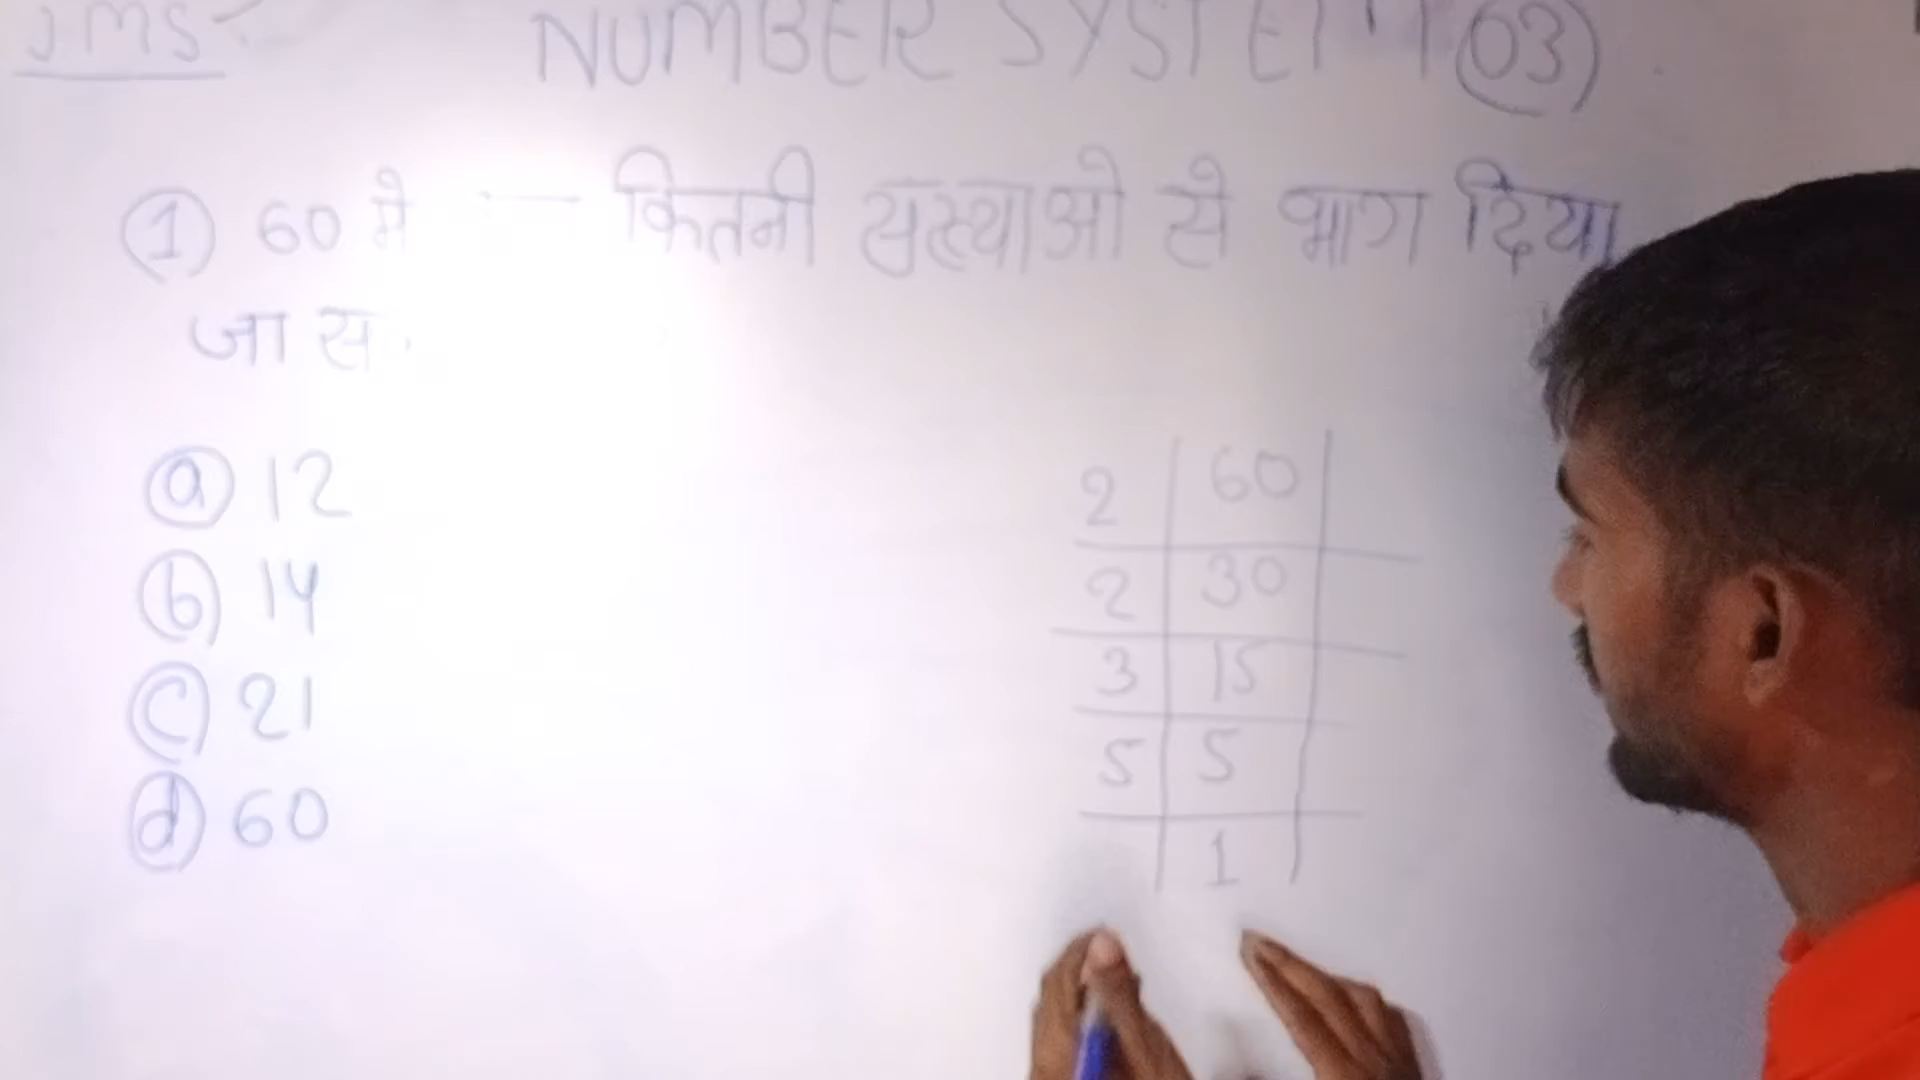 JMS
NUMBER SYSTEM 03
1 60 मे कितनी संख्याओ से भाग दिया
जा
a 12
b 14
c 21
d 60
2 60
2 30
3 15
5 5
1